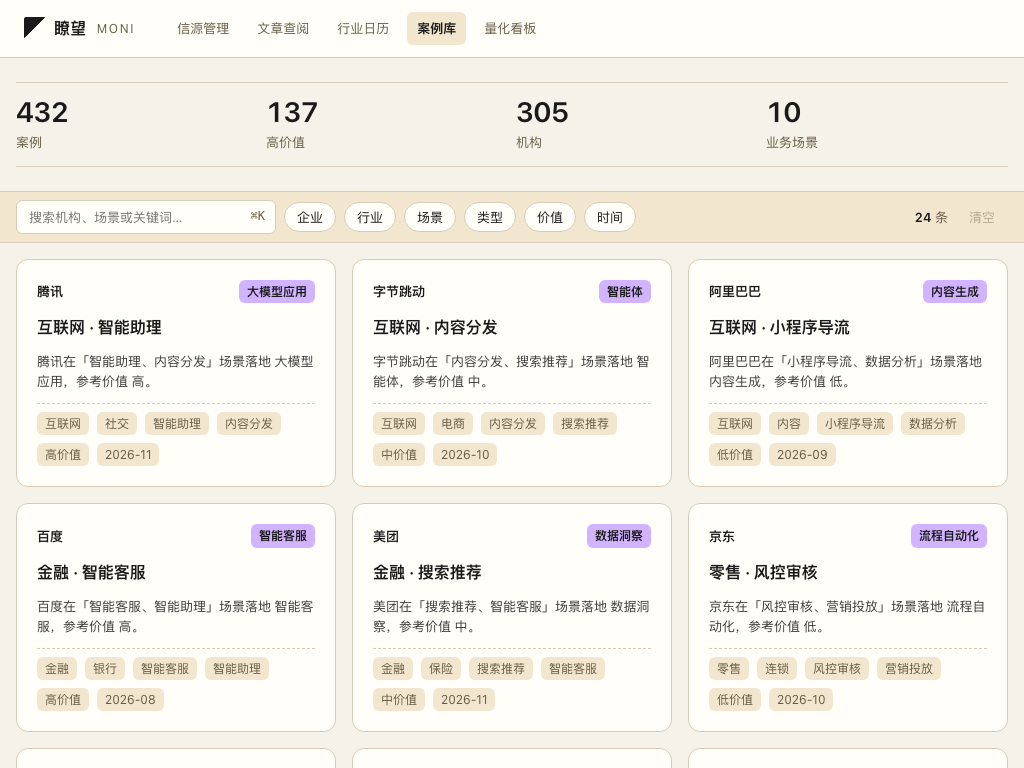 瞭望 MONI 信源管理 文章查阅 行业日历 案例库 量化看板
432 137 305 10
案例 高价值 机构 业务场景
搜索机构、场景或关键词... ⌘K 企业 行业 场景 类型 价值 时间 24 条 清空
腾讯 大模型应用
互联网 · 智能助理
腾讯在「智能助理、内容分发」场景落地 大模型
应用，参考价值 高。
互联网 社交 智能助理 内容分发
高价值 2026-11
字节跳动 智能体
互联网 · 内容分发
字节跳动在「内容分发、搜索推荐」场景落地 智
能体，参考价值 中。
互联网 电商 内容分发 搜索推荐
中价值 2026-10
阿里巴巴 内容生成
互联网 · 小程序导流
阿里巴巴在「小程序导流、数据分析」场景落地
内容生成，参考价值 低。
互联网 内容 小程序导流 数据分析
低价值 2026-09
百度 智能客服
金融 · 智能客服
百度在「智能客服、智能助理」场景落地 智能客
服，参考价值 高。
金融 银行 智能客服 智能助理
高价值 2026-08
美团 数据洞察
金融 · 搜索推荐
美团在「搜索推荐、智能客服」场景落地 数据洞
察，参考价值 中。
金融 保险 搜索推荐 智能客服
中价值 2026-11
京东 流程自动化
零售 · 风控审核
京东在「风控审核、营销投放」场景落地 流程自
动化，参考价值 低。
零售 连锁 风控审核 营销投放
低价值 2026-10